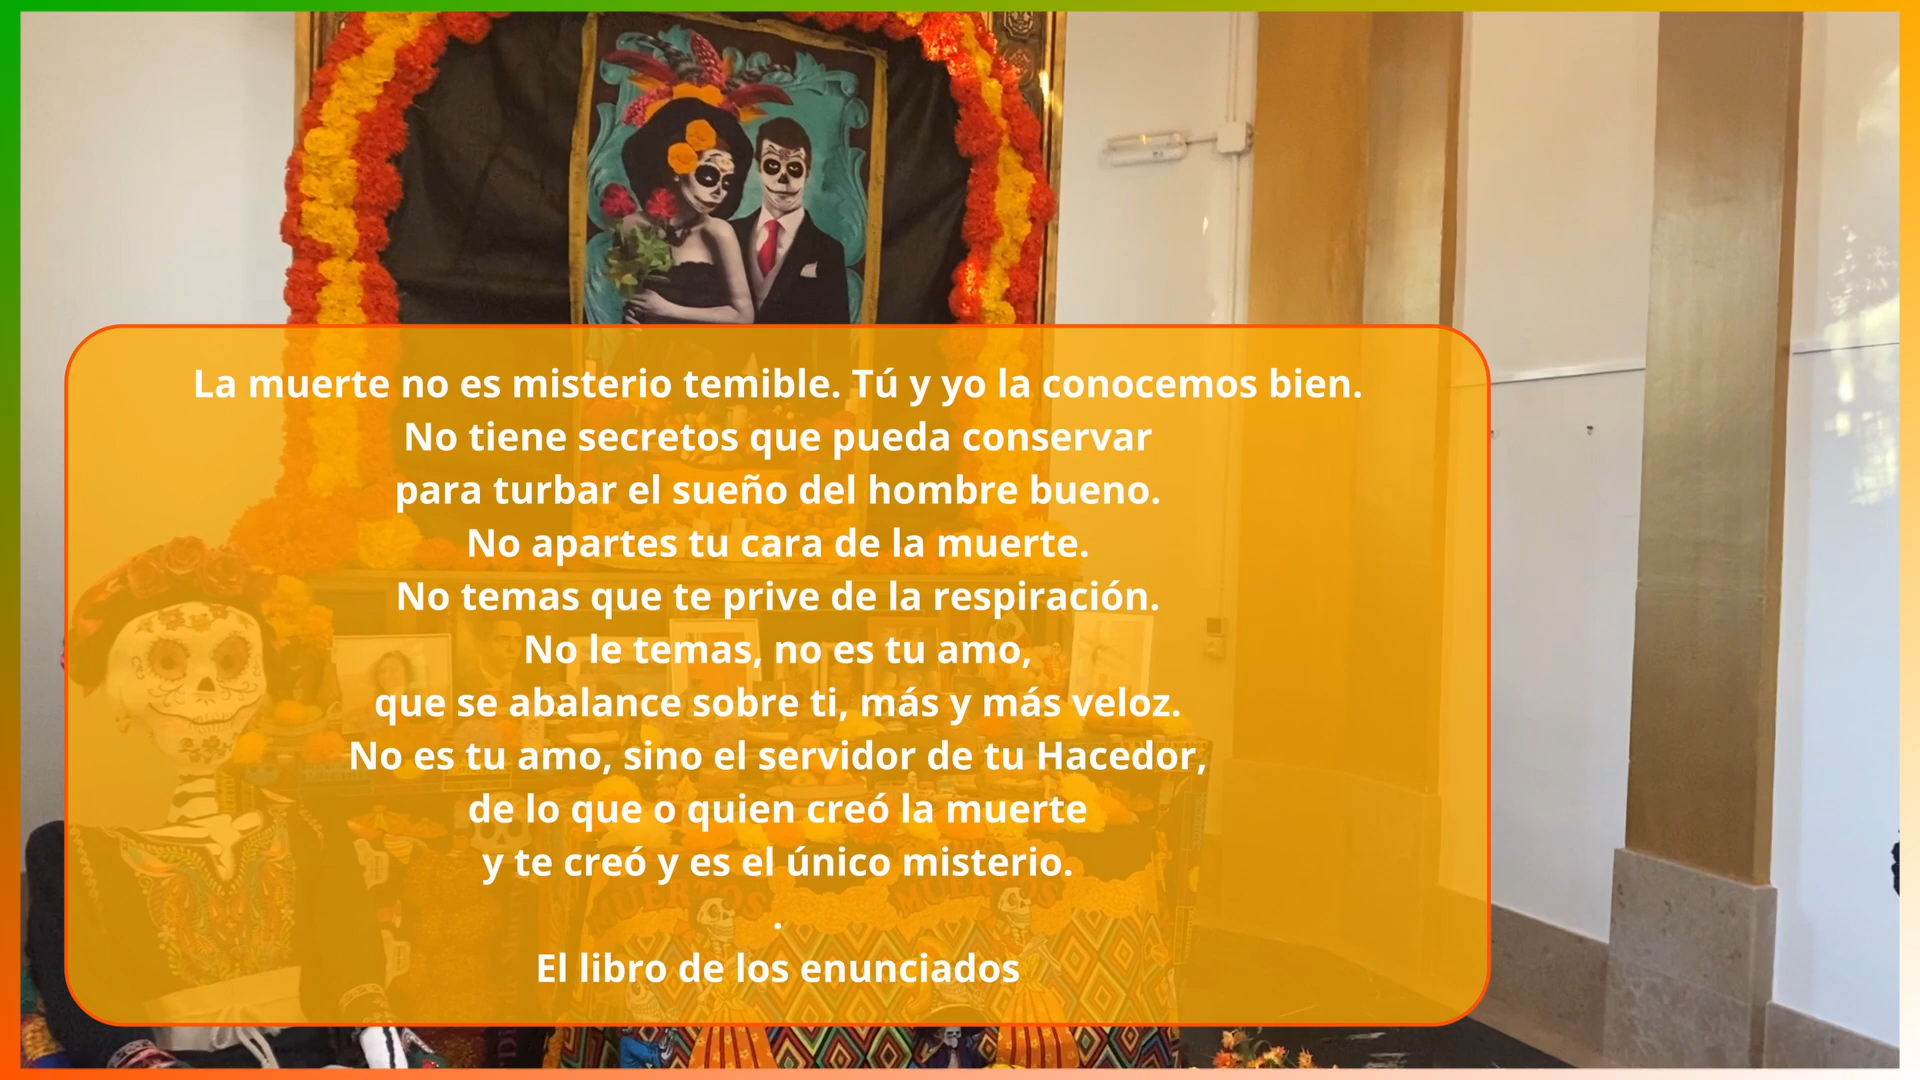 La muerte no es misterio temible. Tú y yo la conocemos bien.
No tiene secretos que pueda conservar
para turbar el sueño del hombre bueno.
No apartes tu cara de la muerte.
No temas que te prive de la respiración.
No le temas, no es tu amo,
que se abalance sobre ti, más y más veloz.
No es tu amo, sino el servidor de tu Hacedor,
de lo que o quien creó la muerte
y te creó y es el único misterio.
.
El libro de los enunciados
MUERTOS MUERTOS